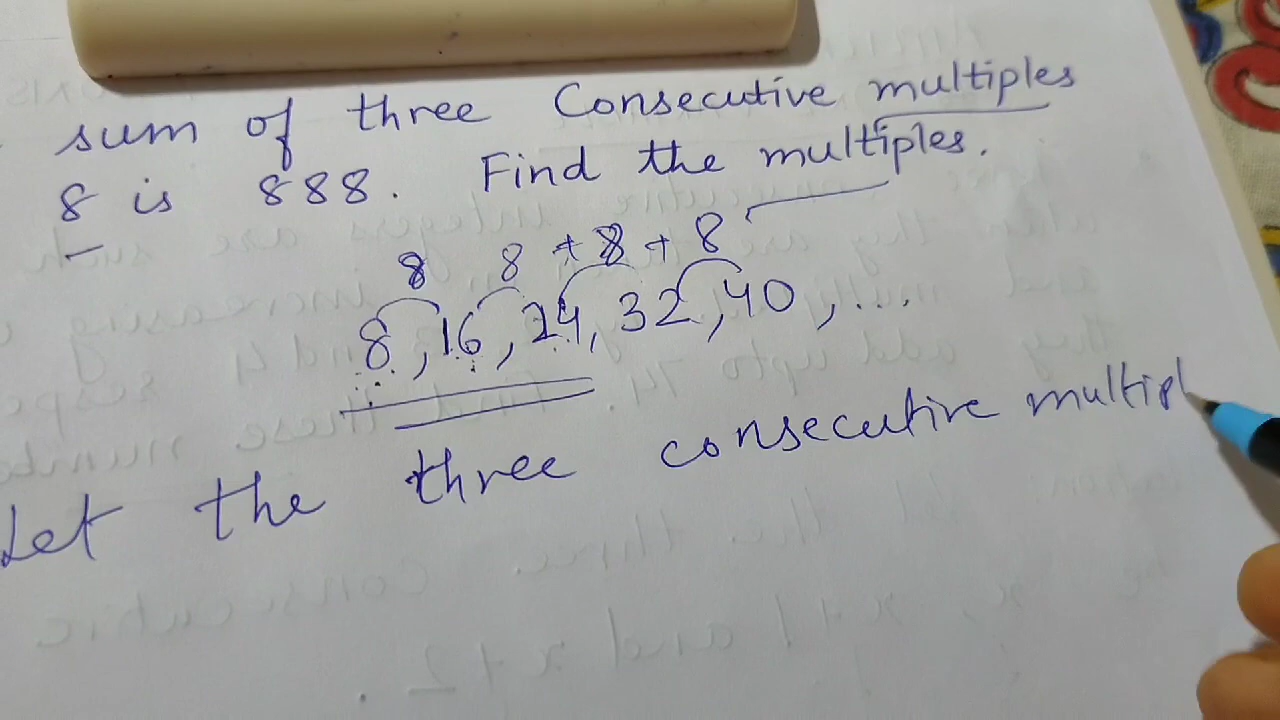 sum of three Consecutive multiples
8 is 888. Find the multiples.
8 8 + 8 + 8
8, 16, 24, 32, 40, ....
Let the three consecutive multipl